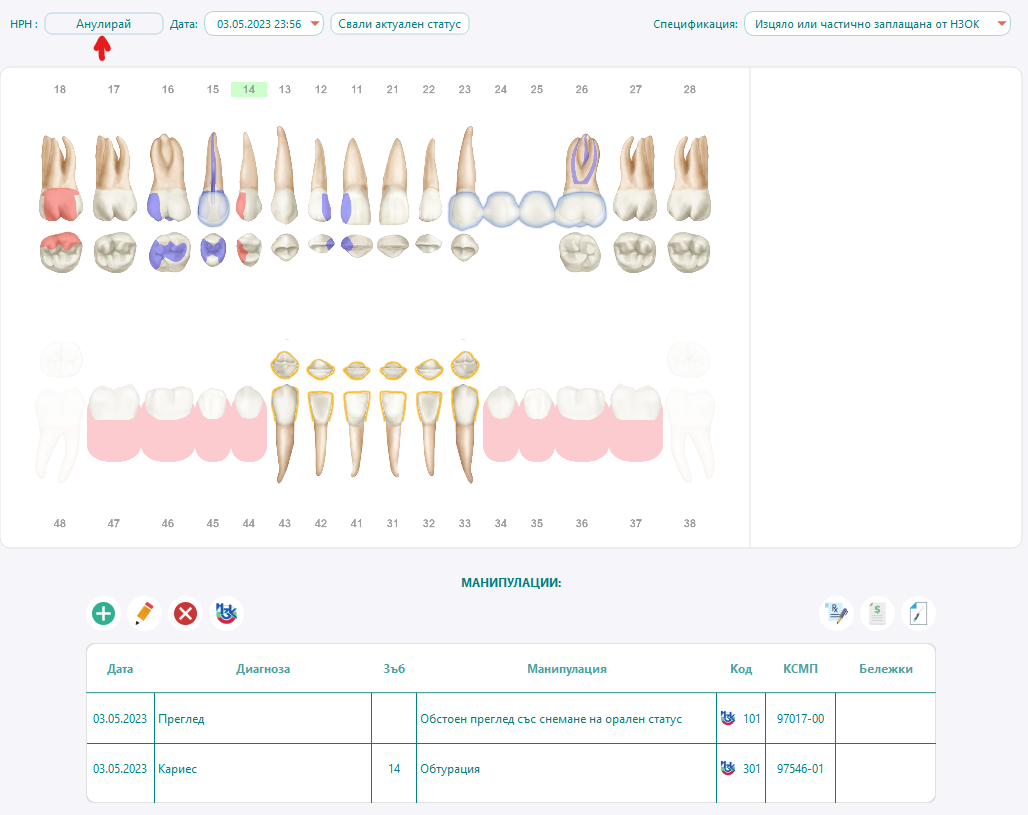 НРН : Анулирай Дата: 03.05.2023 23:56 Свали актуален статус Спецификация: Изцяло или частично заплащана от НЗОК
18 17 16 15 14 13 12 11 21 22 23 24 25 26 27 28
48 47 46 45 44 43 42 41 31 32 33 34 35 36 37 38
МАНИПУЛАЦИИ:
Дата Диагноза Зъб Манипулация Код КСМП Бележки
03.05.2023 Преглед Обстоен преглед със снемане на орален статус 101 97017-00
03.05.2023 Кариес 14 Обтурация 301 97546-01